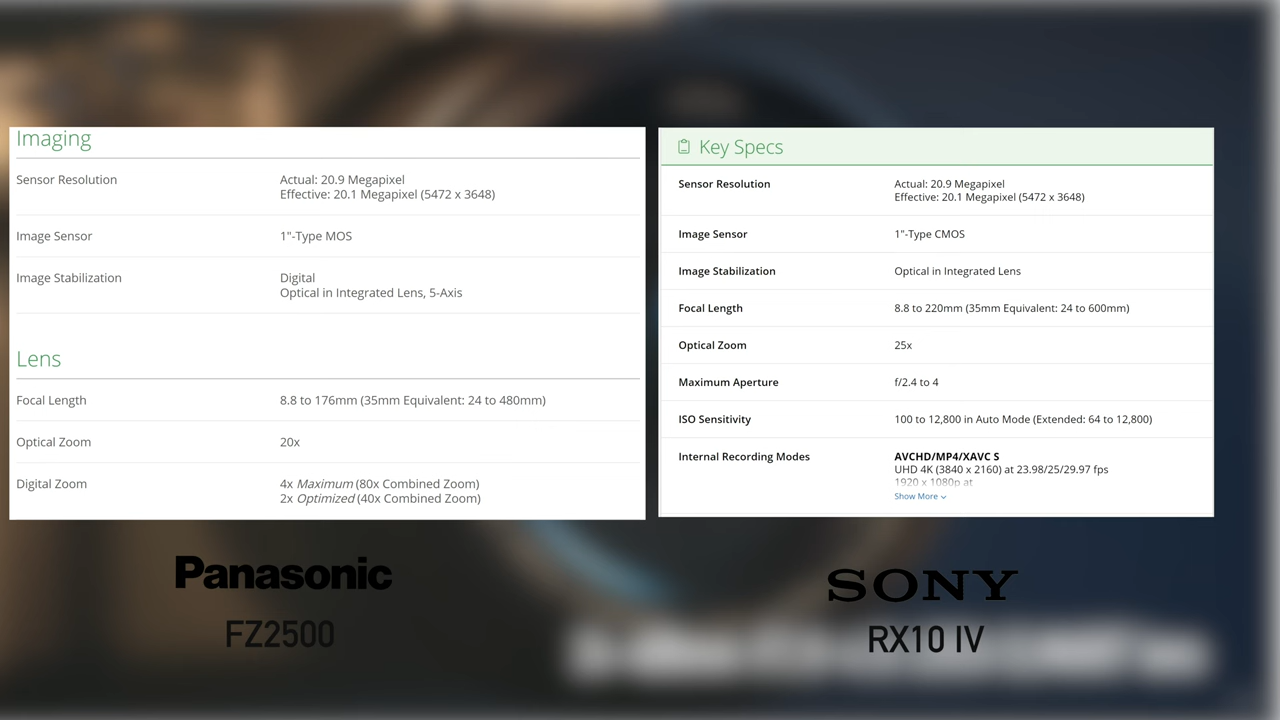 Imaging
Sensor Resolution
Actual: 20.9 Megapixel
Effective: 20.1 Megapixel (5472 x 3648)
Image Sensor
1"-Type MOS
Image Stabilization
Digital
Optical in Integrated Lens, 5-Axis
Lens
Focal Length
8.8 to 176mm (35mm Equivalent: 24 to 480mm)
Optical Zoom
20x
Digital Zoom
4x Maximum (80x Combined Zoom)
2x Optimized (40x Combined Zoom)
Panasonic
FZ2500
Key Specs
Sensor Resolution
Actual: 20.9 Megapixel
Effective: 20.1 Megapixel (5472 x 3648)
Image Sensor
1"-Type CMOS
Image Stabilization
Optical in Integrated Lens
Focal Length
8.8 to 220mm (35mm Equivalent: 24 to 600mm)
Optical Zoom
25x
Maximum Aperture
f/2.4 to 4
ISO Sensitivity
100 to 12,800 in Auto Mode (Extended: 64 to 12,800)
Internal Recording Modes
AVCHD/MP4/XAVC S
UHD 4K (3840 x 2160) at 23.98/25/29.97 fps
1920 x 1080p at
Show More
SONY
RX10 IV